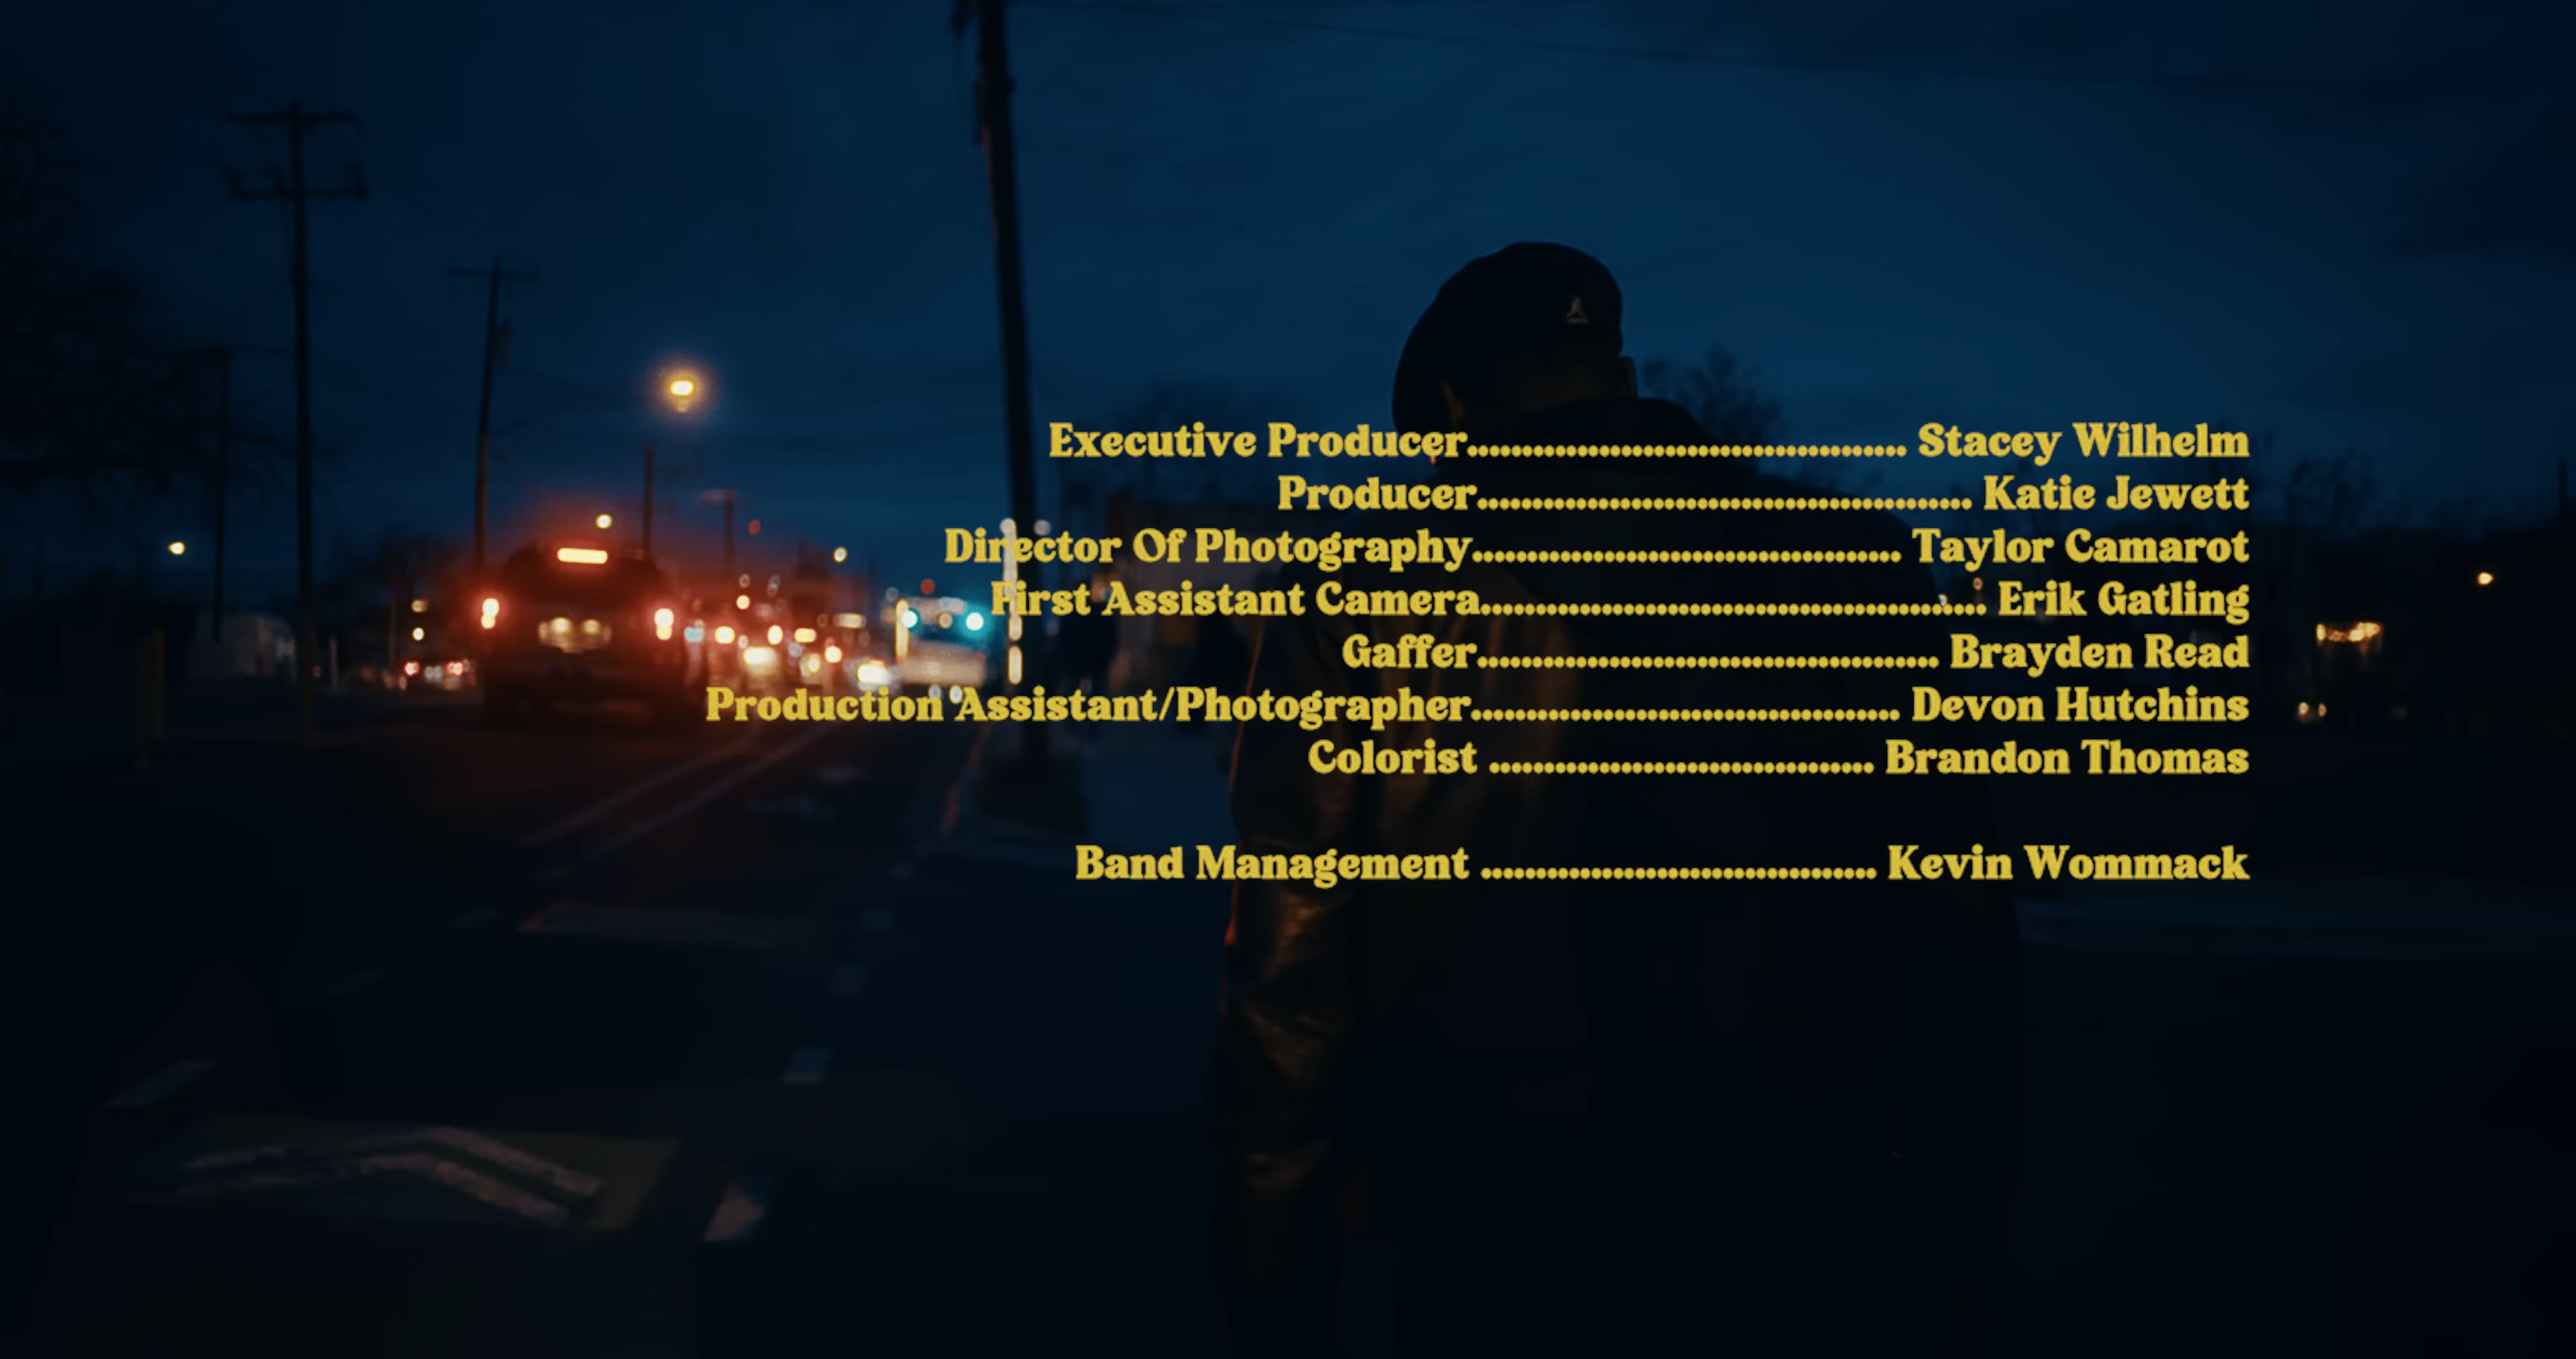 Executive Producer........................................ Stacey Wilhelm
Producer............................................. Katie Jewett
Director Of Photography....................................... Taylor Camarot
First Assistant Camera.............................................. Erik Gatling
Gaffer.......................................... Brayden Read
Production Assistant/Photographer....................................... Devon Hutchins
Colorist ................................... Brandon Thomas
Band Management .................................... Kevin Wommack